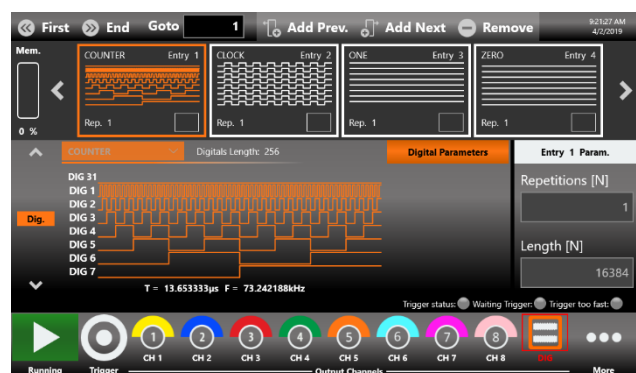 First End Goto 1 Add Prev. Add Next Remove 9:21:27 AM
4/2/2019
Mem.
0 %
COUNTER Entry 1
Rep. 1
CLOCK Entry 2
Rep. 1
ONE Entry 3
Rep. 1
ZERO Entry 4
Rep. 1
COUNTER Digitals Length: 256 Digital Parameters Entry 1 Param.
Dig.
DIG 31
DIG 1
DIG 2
DIG 3
DIG 4
DIG 5
DIG 6
DIG 7
T = 13.653333µs F = 73.242188kHz
Repetitions [N]
1
Length [N]
16384
Trigger status: Waiting Trigger: Trigger too fast:
1 2 3 4 5 6 7 8
CH 1 CH 2 CH 3 CH 4 CH 5 CH 6 CH 7 CH 8 DIG
Running Trigger Output Channels More